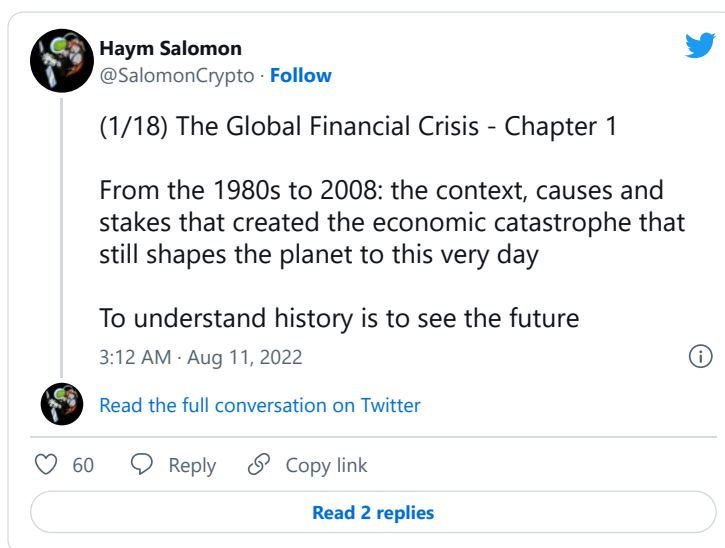 Haym Salomon
@SalomonCrypto · Follow
(1/18) The Global Financial Crisis - Chapter 1
From the 1980s to 2008: the context, causes and
stakes that created the economic catastrophe that
still shapes the planet to this very day
To understand history is to see the future
3:12 AM · Aug 11, 2022
Read the full conversation on Twitter
60 Reply Copy link
Read 2 replies